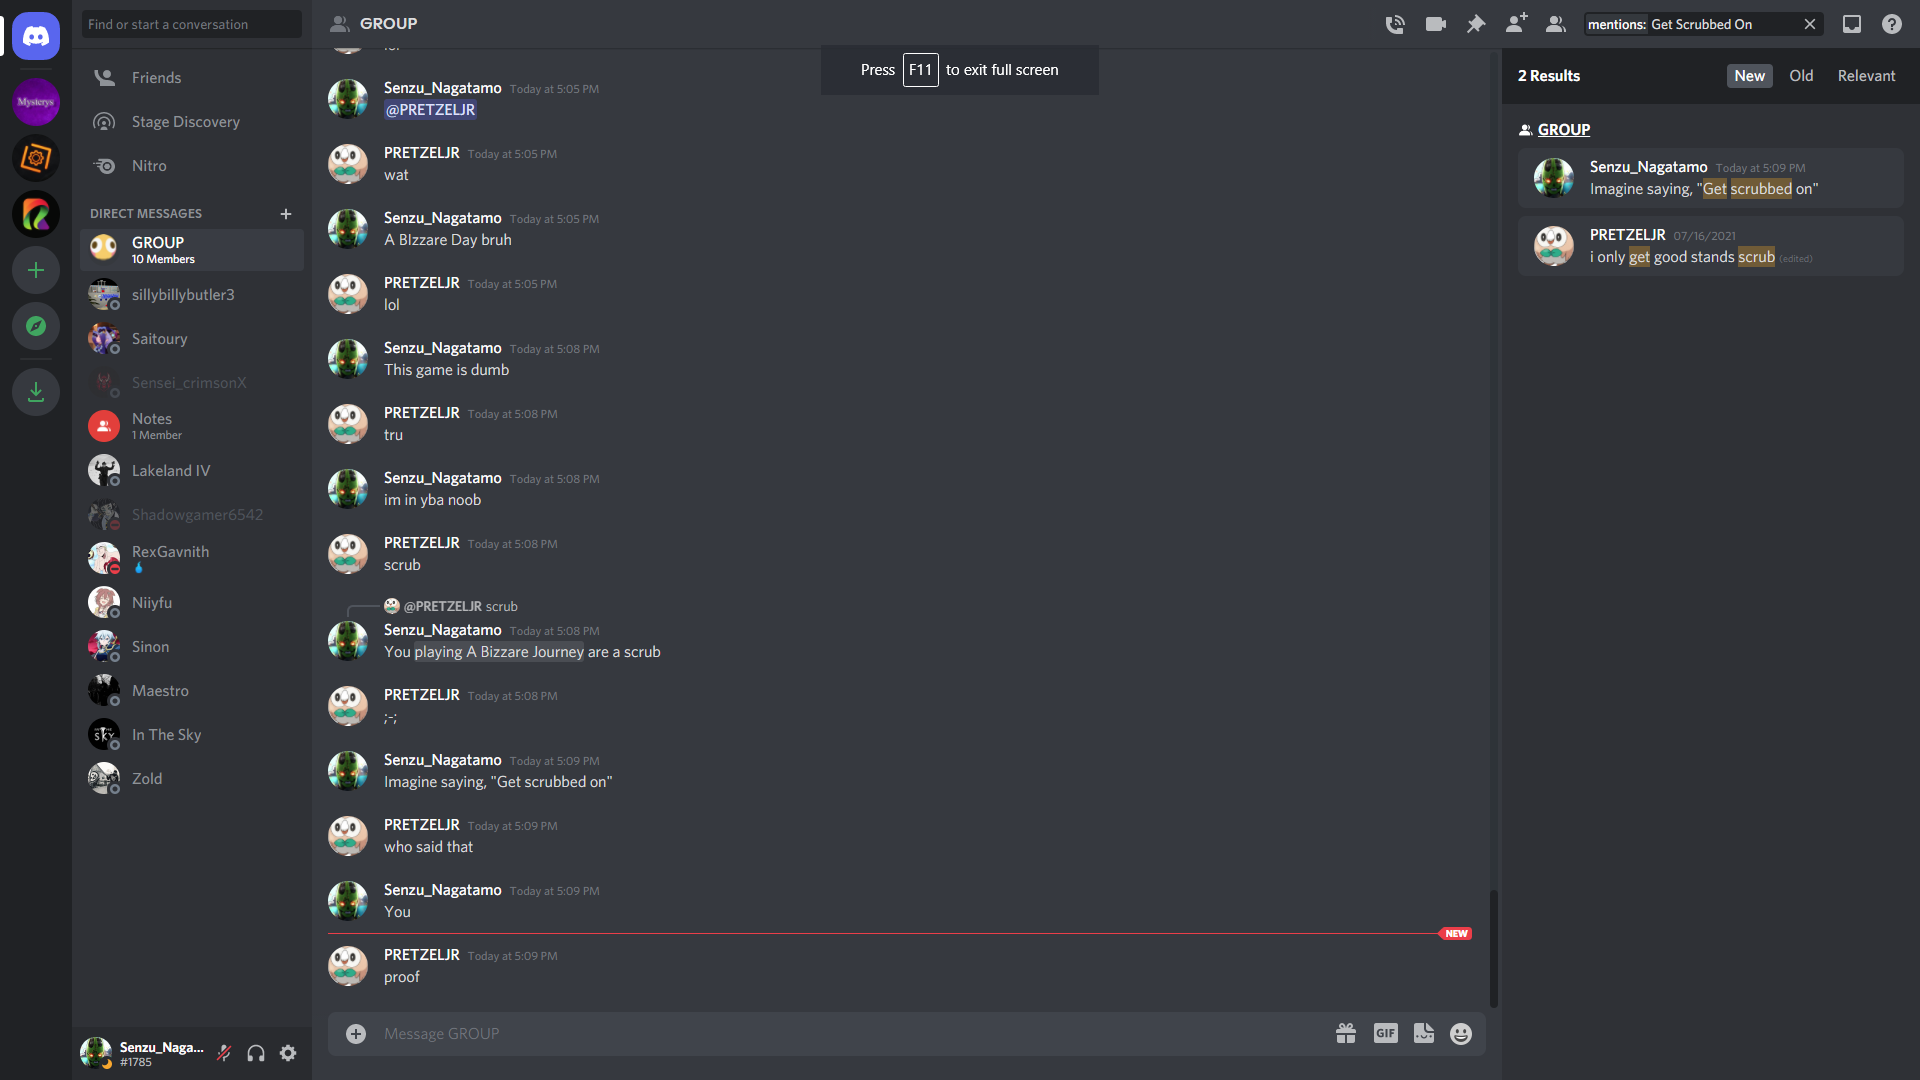 Find or start a conversation
Mysterys
Friends
Stage Discovery
Nitro
DIRECT MESSAGES
GROUP
10 Members
sillybillybutler3
Saitoury
Sensei_crimsonX
Notes
1 Member
Lakeland IV
Shadowgamer6542
RexGavnith
Niiyfu
Sinon
Maestro
SKY
In The Sky
Zold
Senzu_Naga...
#1785
GROUP
Press F11 to exit full screen
lol
Senzu_Nagatamo Today at 5:05 PM
@PRETZELJR
PRETZELJR Today at 5:05 PM
wat
Senzu_Nagatamo Today at 5:05 PM
A BIzzare Day bruh
PRETZELJR Today at 5:05 PM
lol
Senzu_Nagatamo Today at 5:08 PM
This game is dumb
PRETZELJR Today at 5:08 PM
tru
Senzu_Nagatamo Today at 5:08 PM
im in yba noob
PRETZELJR Today at 5:08 PM
scrub
@PRETZELJR scrub
Senzu_Nagatamo Today at 5:08 PM
You playing A Bizzare Journey are a scrub
PRETZELJR Today at 5:08 PM
;-;
Senzu_Nagatamo Today at 5:09 PM
Imagine saying, "Get scrubbed on"
PRETZELJR Today at 5:09 PM
who said that
Senzu_Nagatamo Today at 5:09 PM
You
NEW
PRETZELJR Today at 5:09 PM
proof
Message GROUP
GIF
mentions: Get Scrubbed On
2 Results
New Old Relevant
GROUP
Senzu_Nagatamo Today at 5:09 PM
Imagine saying, "Get scrubbed on"
PRETZELJR 07/16/2021
i only get good stands scrub (edited)